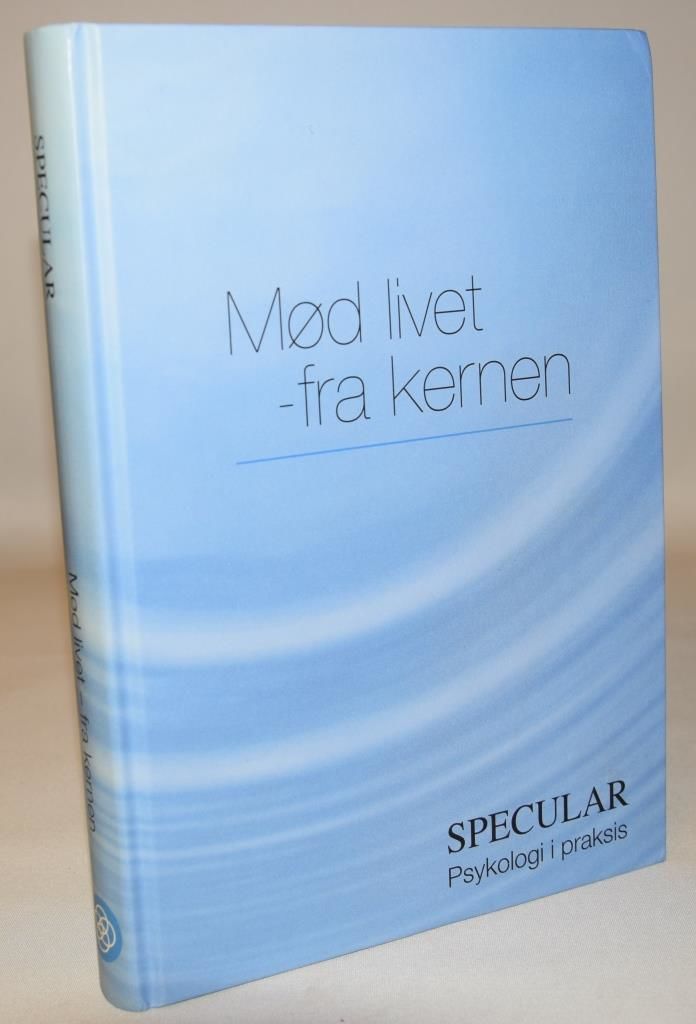 Mød livet
-fra kernen
SPECULAR
Psykologi i praksis
SPECULAR
Mød livet - fra kernen